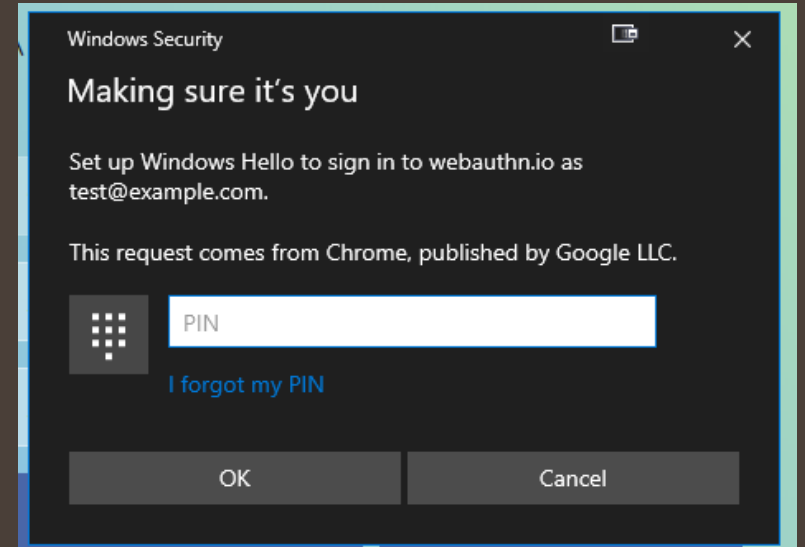 Windows Security
Making sure it's you
Set up Windows Hello to sign in to webauthn.io as
test@example.com.
This request comes from Chrome, published by Google LLC.
PIN
I forgot my PIN
OK
Cancel